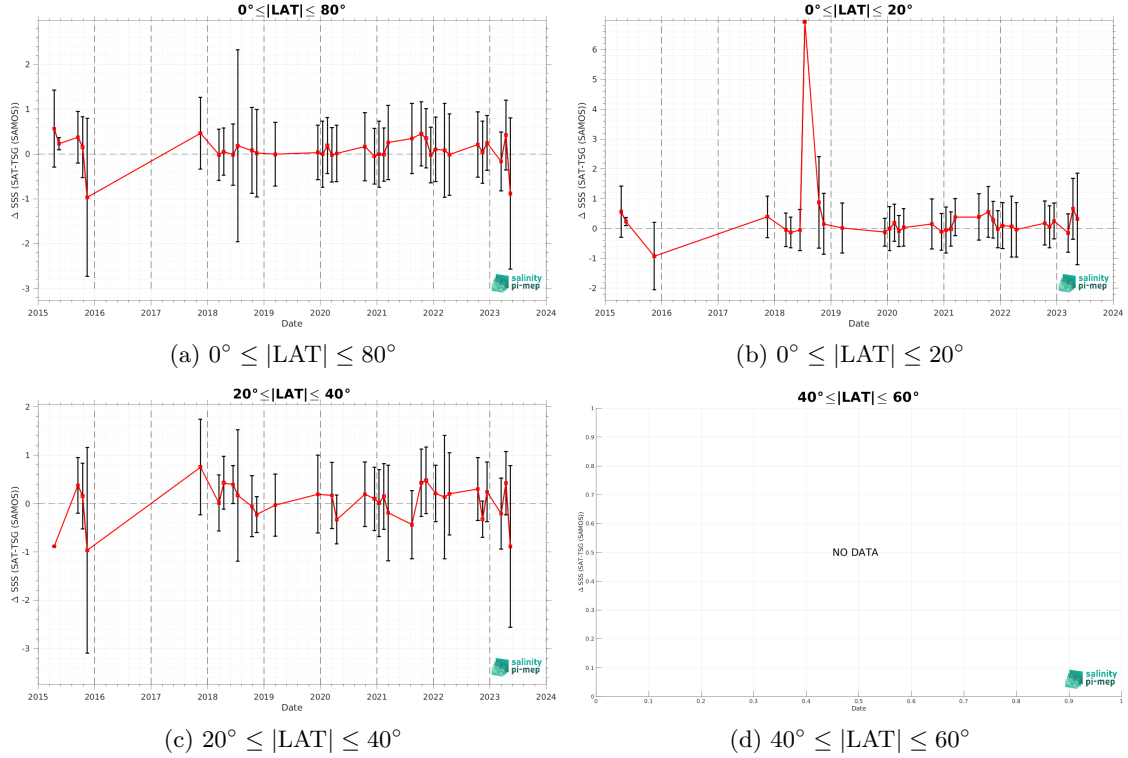 0°≤|LAT|≤ 80°
Δ SSS (SAT-TSG (SAMOS))
2
1
0
-1
-2
-3
2015 2016 2017 2018 2019 2020 2021 2022 2023 2024
Date
salinity
pi-mep
(a) 0° ≤ |LAT| ≤ 80°
0°≤|LAT|≤ 20°
Δ SSS (SAT-TSG (SAMOS))
6
5
4
3
2
1
0
-1
-2
2015 2016 2017 2018 2019 2020 2021 2022 2023 2024
Date
salinity
pi-mep
(b) 0° ≤ |LAT| ≤ 20°
20°≤|LAT|≤ 40°
Δ SSS (SAT-TSG (SAMOS))
2
1
0
-1
-2
-3
2015 2016 2017 2018 2019 2020 2021 2022 2023 2024
Date
salinity
pi-mep
(c) 20° ≤ |LAT| ≤ 40°
40°≤|LAT|≤ 60°
Δ SSS (SAT-TSG (SAMOS))
1
0.9
0.8
0.7
0.6
0.5
0.4
0.3
0.2
0.1
0
NO DATA
0 0.1 0.2 0.3 0.4 0.5 0.6 0.7 0.8 0.9 1
Date
salinity
pi-mep
(d) 40° ≤ |LAT| ≤ 60°